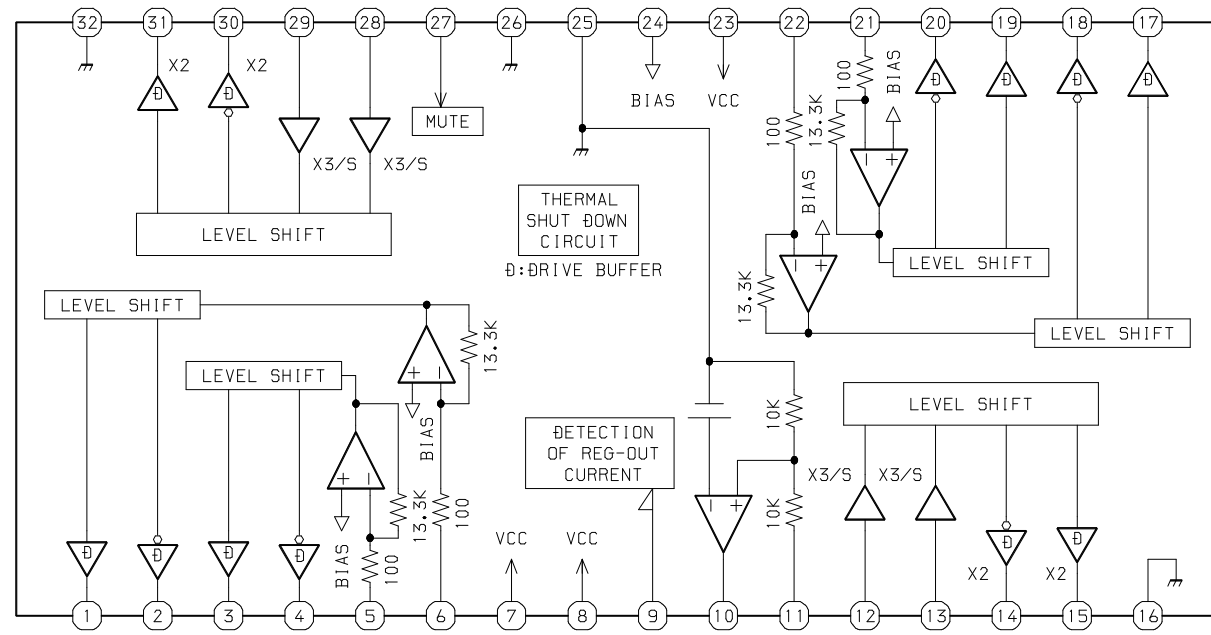 32 31 30 29 28 27 26 25 24 23 22 21 20 19 18 17
X2 X2
Đ Đ
MUTE
BIAS VCC
100
BIAS
Đ Đ Đ Đ
X3/S X3/S
100
13.3K
- +
BIAS
LEVEL SHIFT
THERMAL
SHUT ĐOWN
CIRCUIT
Đ:ĐRIVE BUFFER
LEVEL SHIFT
- +
13.3K
LEVEL SHIFT
LEVEL SHIFT
13.3K
+ -
LEVEL SHIFT
BIAS
ĐETECTION
OF REG-OUT
CURRENT
10K
LEVEL SHIFT
+ -
13.3K
100
- +
10K
X3/S X3/S
BIAS
100
VCC VCC
Đ Đ Đ Đ
Đ Đ
X2 X2
1 2 3 4 5 6 7 8 9 10 11 12 13 14 15 16